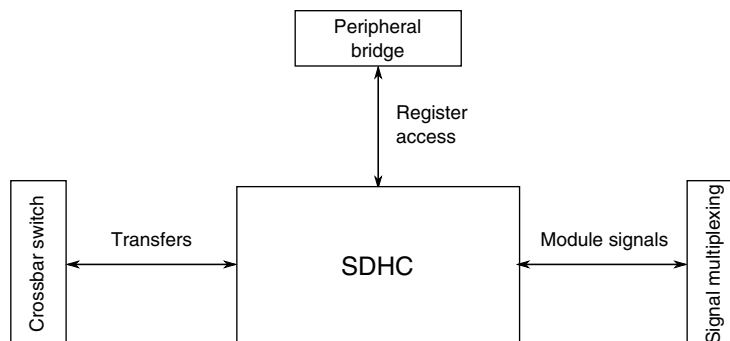 Peripheral
bridge
Register
access
Crossbar switch
Transfers
SDHC
Module signals
Signal multiplexing